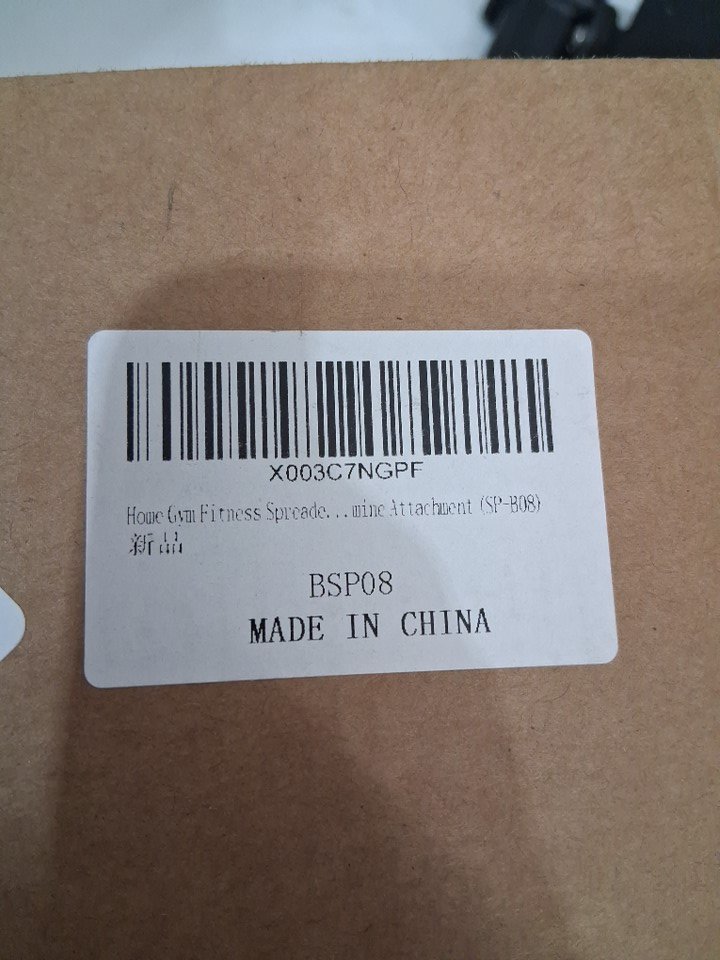 X003C7NGPF
Home Gym Fitness Spreade...mine Attachment (SP-B08)
新品
BSP08
MADE IN CHINA